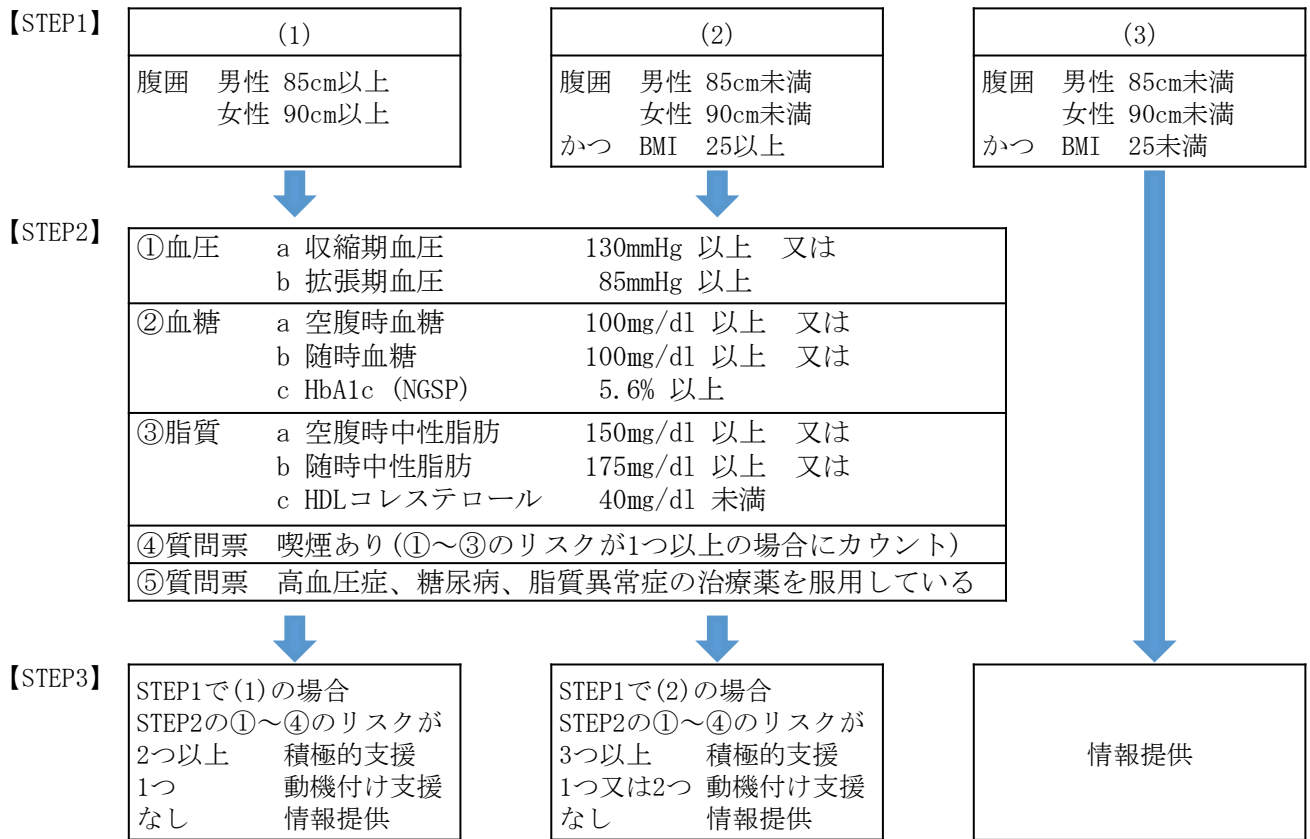 【STEP1】
(1)
腹囲 男性 85cm以上
女性 90cm以上
(2)
腹囲 男性 85cm未満
女性 90cm未満
かつ BMI 25以上
(3)
腹囲 男性 85cm未満
女性 90cm未満
かつ BMI 25未満
【STEP2】
①血圧 a 収縮期血圧 130mmHg 以上 又は
b 拡張期血圧 85mmHg 以上
②血糖 a 空腹時血糖 100mg/dl 以上 又は
b 随時血糖 100mg/dl 以上 又は
c HbA1c (NGSP) 5.6% 以上
③脂質 a 空腹時中性脂肪 150mg/dl 以上 又は
b 随時中性脂肪 175mg/dl 以上 又は
c HDLコレステロール 40mg/dl 未満
④質問票 喫煙あり(①～③のリスクが1つ以上の場合にカウント)
⑤質問票 高血圧症、糖尿病、脂質異常症の治療薬を服用している
【STEP3】
STEP1で(1)の場合
STEP2の①～④のリスクが
2つ以上 積極的支援
1つ 動機付け支援
なし 情報提供
STEP1で(2)の場合
STEP2の①～④のリスクが
3つ以上 積極的支援
1つ又は2つ 動機付け支援
なし 情報提供
情報提供